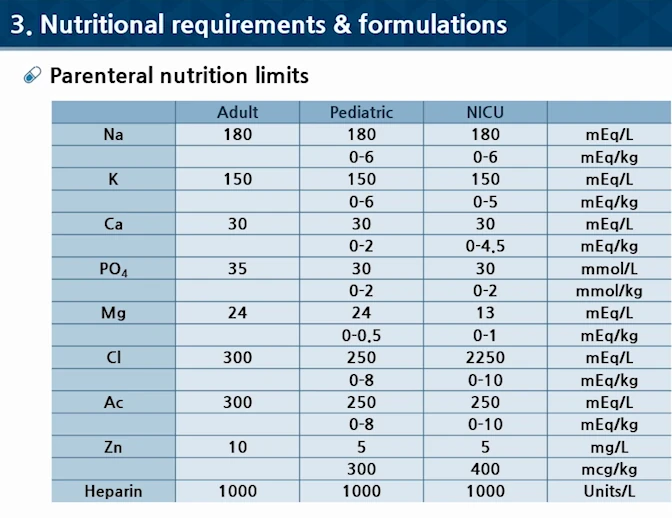 3. Nutritional requirements & formulations
Parenteral nutrition limits
Adult Pediatric NICU
Na 180 180 180 mEq/L
0-6 0-6 mEq/kg
K 150 150 150 mEq/L
0-6 0-5 mEq/kg
Ca 30 30 30 mEq/L
0-2 0-4.5 mEq/kg
PO₄ 35 30 30 mmol/L
0-2 0-2 mmol/kg
Mg 24 24 13 mEq/L
0-0.5 0-1 mEq/kg
Cl 300 250 2250 mEq/L
0-8 0-10 mEq/kg
Ac 300 250 250 mEq/L
0-8 0-10 mEq/kg
Zn 10 5 5 mg/L
300 400 mcg/kg
Heparin 1000 1000 1000 Units/L